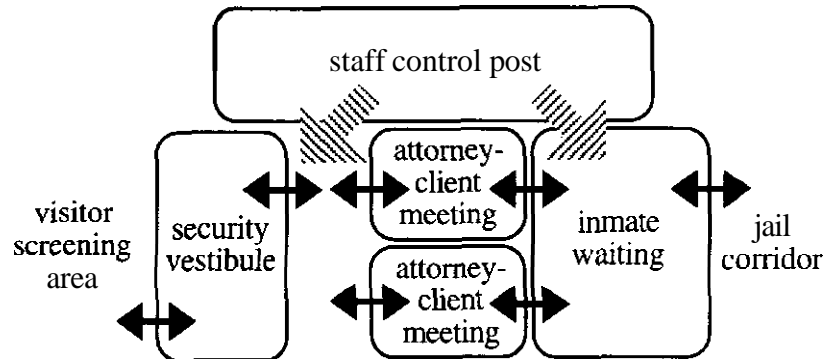 staff control post
attorney-
client
meeting
visitor
screening
area
security
vestibule
inmate
waiting
jail
corridor
attorney-
client
meeting